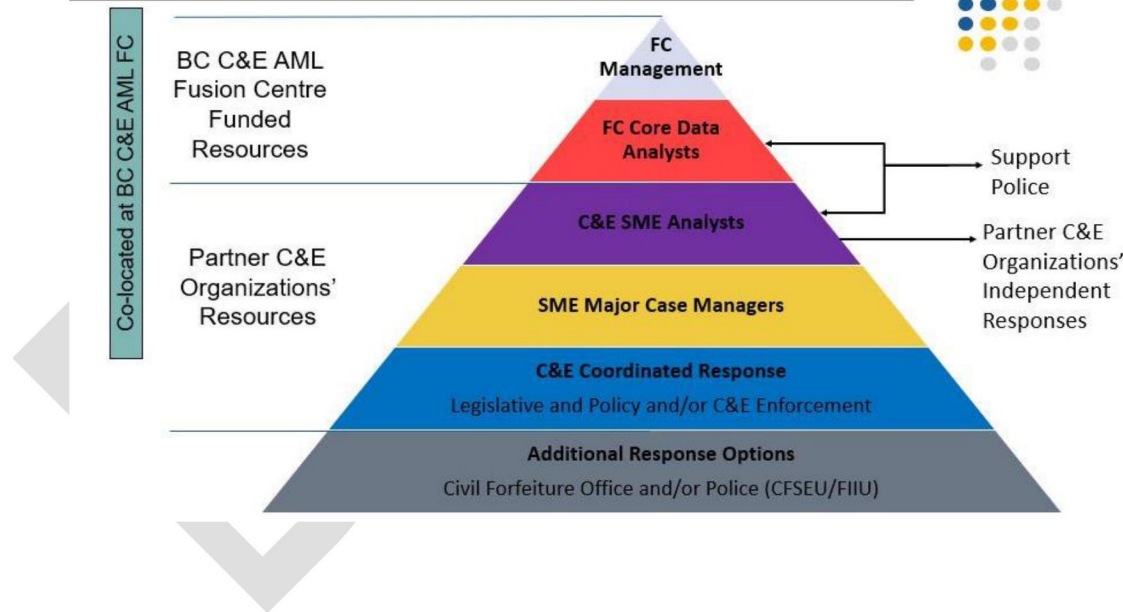 Co-located at BC C&E AML FC
BC C&E AML
Fusion Centre
Funded
Resources
Partner C&E
Organizations’
Resources
FC
Management
FC Core Data
Analysts
C&E SME Analysts
SME Major Case Managers
C&E Coordinated Response
Legislative and Policy and/or C&E Enforcement
Additional Response Options
Civil Forfeiture Office and/or Police (CFSEU/FIIU)
Support
Police
Partner C&E
Organizations’
Independent
Responses